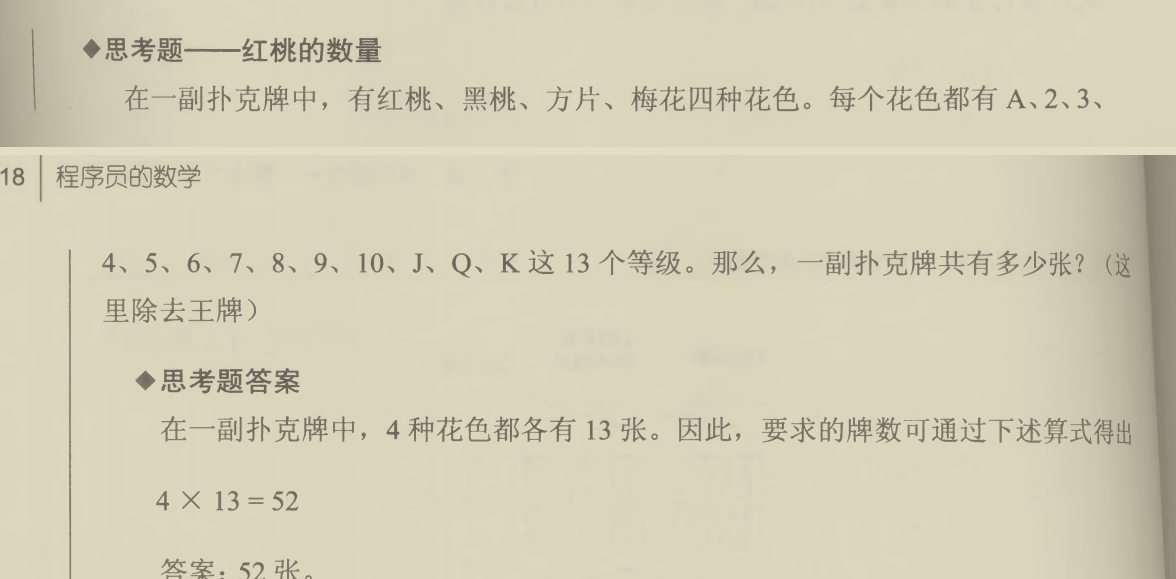 ◆思考题——红桃的数量
在一副扑克牌中，有红桃、黑桃、方片、梅花四种花色。每个花色都有 A、2、3、
18 程序员的数学
4、5、6、7、8、9、10、J、Q、K 这 13 个等级。那么，一副扑克牌共有多少张？（这
里除去王牌）
◆思考题答案
在一副扑克牌中，4 种花色都各有 13 张。因此，要求的牌数可通过下述算式得出
4 × 13 = 52
答案：52 张。